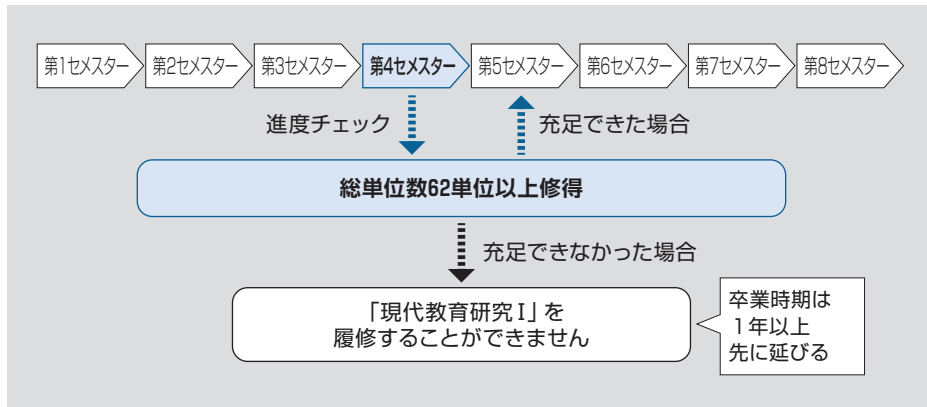 第1セメスター 第2セメスター 第3セメスター 第4セメスター 第5セメスター 第6セメスター 第7セメスター 第8セメスター
進度チェック 充足できた場合
総単位数62単位以上修得
充足できなかった場合
「現代教育研究Ⅰ」を
履修することができません
卒業時期は
1年以上
先に延びる